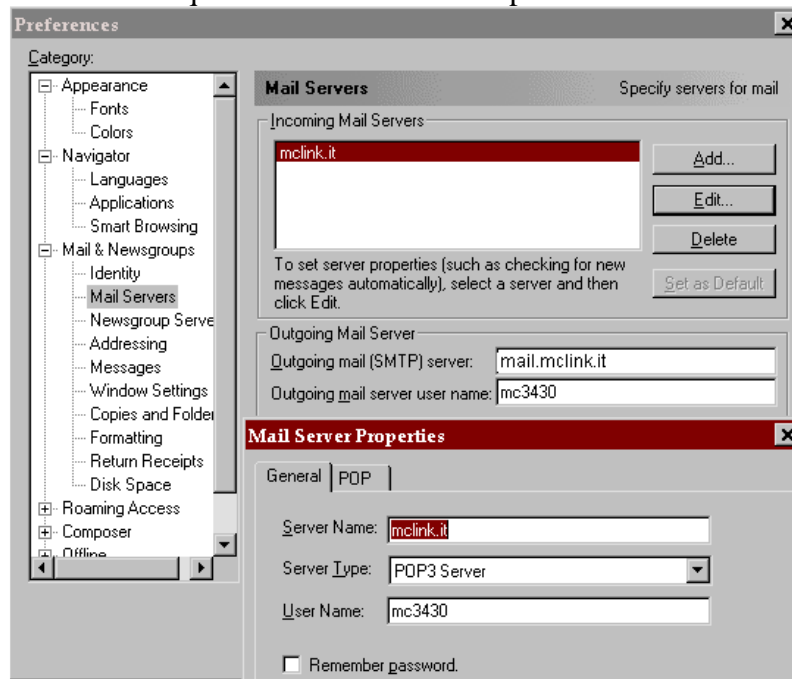 Preferences
Category:
Appearance
Fonts
Colors
Navigator
Languages
Applications
Smart Browsing
Mail & Newsgroups
Identity
Mail Servers
Newsgroup Serve
Addressing
Messages
Window Settings
Copies and Folder
Formatting
Return Receipts
Disk Space
Roaming Access
Composer
Offline
Mail Servers Specify servers for mail
Incoming Mail Servers
mclink.it
Add...
Edit...
Delete
Set as Default
To set server properties (such as checking for new
messages automatically), select a server and then
click Edit.
Outgoing Mail Server
Outgoing mail (SMTP) server: mail.mclink.it
Outgoing mail server user name: mc3430
Mail Server Properties
General POP
Server Name: mclink.it
Server Type: POP3 Server
User Name: mc3430
Remember password.